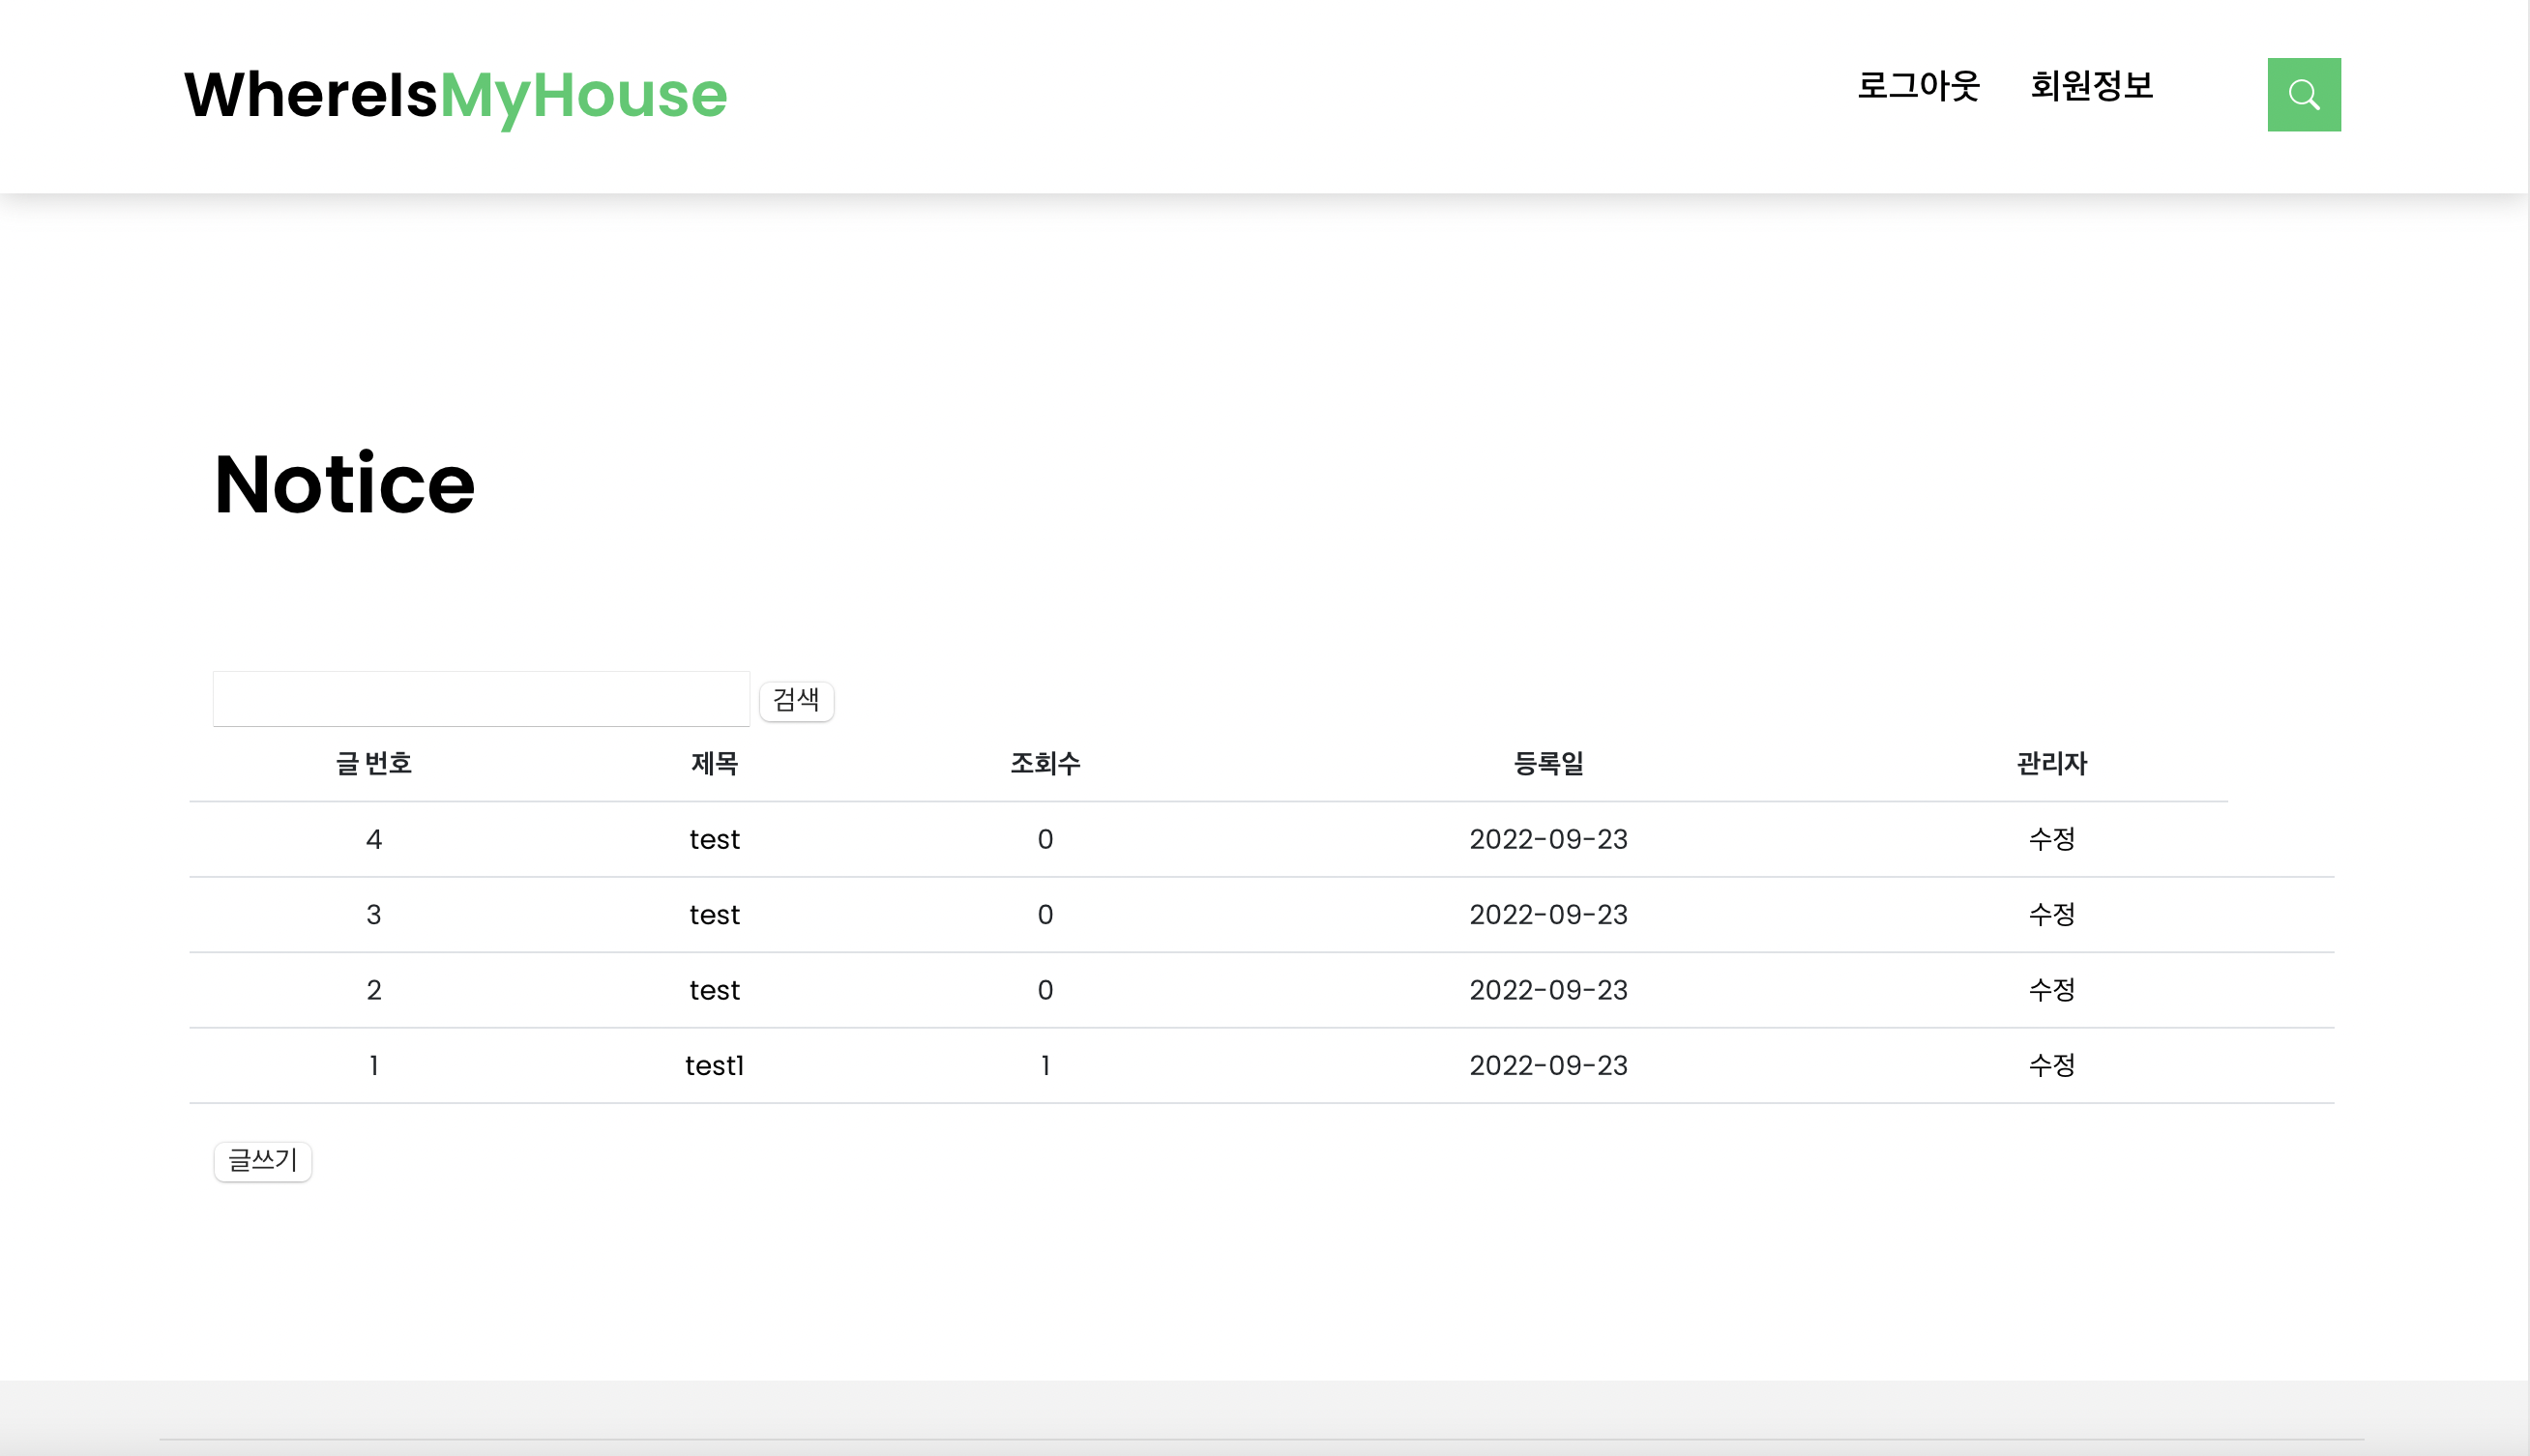 WhereIsMyHouse 로그아웃 회원정보
Notice
검색
글 번호 제목 조회수 등록일 관리자
4 test 0 2022-09-23 수정
3 test 0 2022-09-23 수정
2 test 0 2022-09-23 수정
1 test1 1 2022-09-23 수정
글쓰기